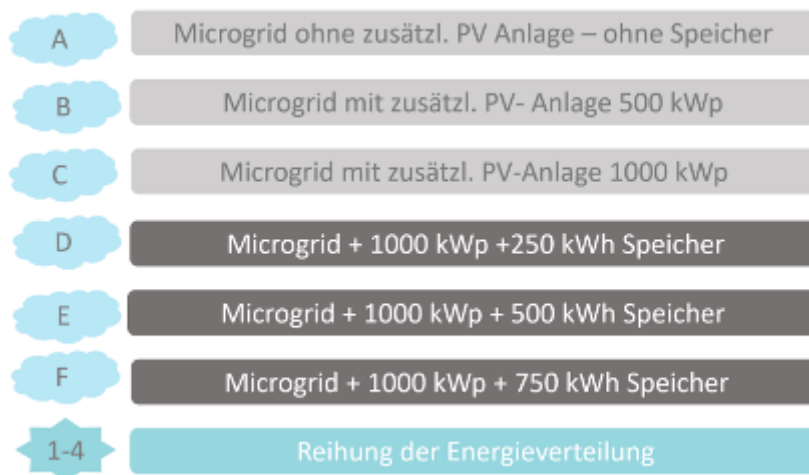 A Microgrid ohne zusätzl. PV Anlage – ohne Speicher
B Microgrid mit zusätzl. PV- Anlage 500 kWp
C Microgrid mit zusätzl. PV-Anlage 1000 kWp
D Microgrid + 1000 kWp +250 kWh Speicher
E Microgrid + 1000 kWp + 500 kWh Speicher
F Microgrid + 1000 kWp + 750 kWh Speicher
1-4 Reihung der Energieverteilung